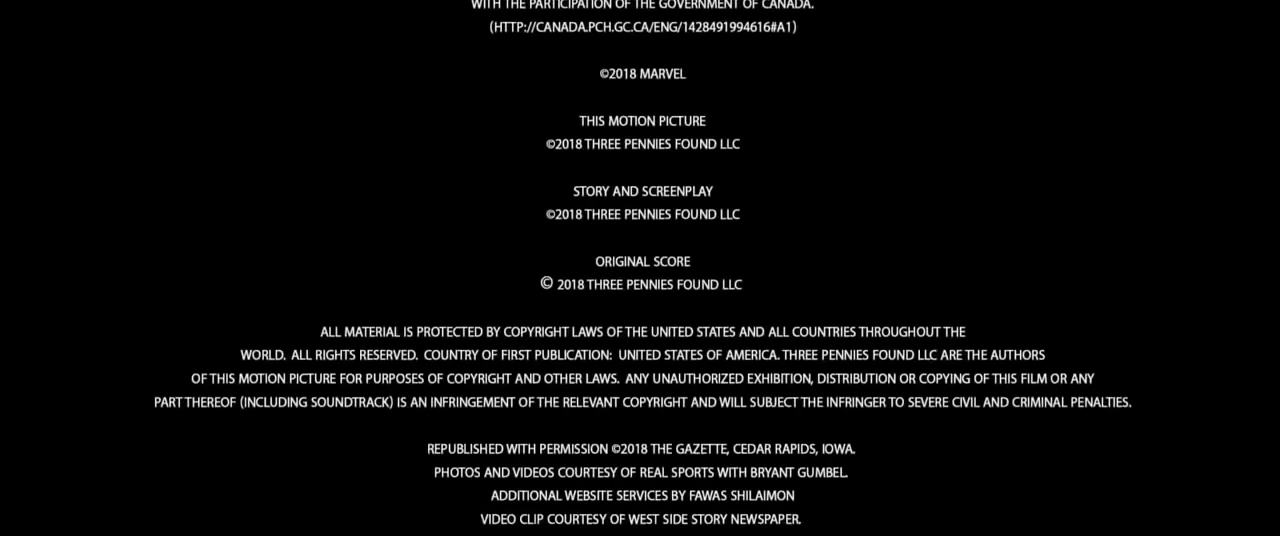 WITH THE PARTICIPATION OF THE GOVERNMENT OF CANADA.
(HTTP://CANADA.PCH.GC.CA/ENG/1428491994616#A1)
©2018 MARVEL
THIS MOTION PICTURE
©2018 THREE PENNIES FOUND LLC
STORY AND SCREENPLAY
©2018 THREE PENNIES FOUND LLC
ORIGINAL SCORE
© 2018 THREE PENNIES FOUND LLC
ALL MATERIAL IS PROTECTED BY COPYRIGHT LAWS OF THE UNITED STATES AND ALL COUNTRIES THROUGHOUT THE
WORLD. ALL RIGHTS RESERVED. COUNTRY OF FIRST PUBLICATION: UNITED STATES OF AMERICA. THREE PENNIES FOUND LLC ARE THE AUTHORS
OF THIS MOTION PICTURE FOR PURPOSES OF COPYRIGHT AND OTHER LAWS. ANY UNAUTHORIZED EXHIBITION, DISTRIBUTION OR COPYING OF THIS FILM OR ANY
PART THEREOF (INCLUDING SOUNDTRACK) IS AN INFRINGEMENT OF THE RELEVANT COPYRIGHT AND WILL SUBJECT THE INFRINGER TO SEVERE CIVIL AND CRIMINAL PENALTIES.
REPUBLISHED WITH PERMISSION ©2018 THE GAZETTE, CEDAR RAPIDS, IOWA.
PHOTOS AND VIDEOS COURTESY OF REAL SPORTS WITH BRYANT GUMBEL.
ADDITIONAL WEBSITE SERVICES BY FAWAS SHILAIMON
VIDEO CLIP COURTESY OF WEST SIDE STORY NEWSPAPER.